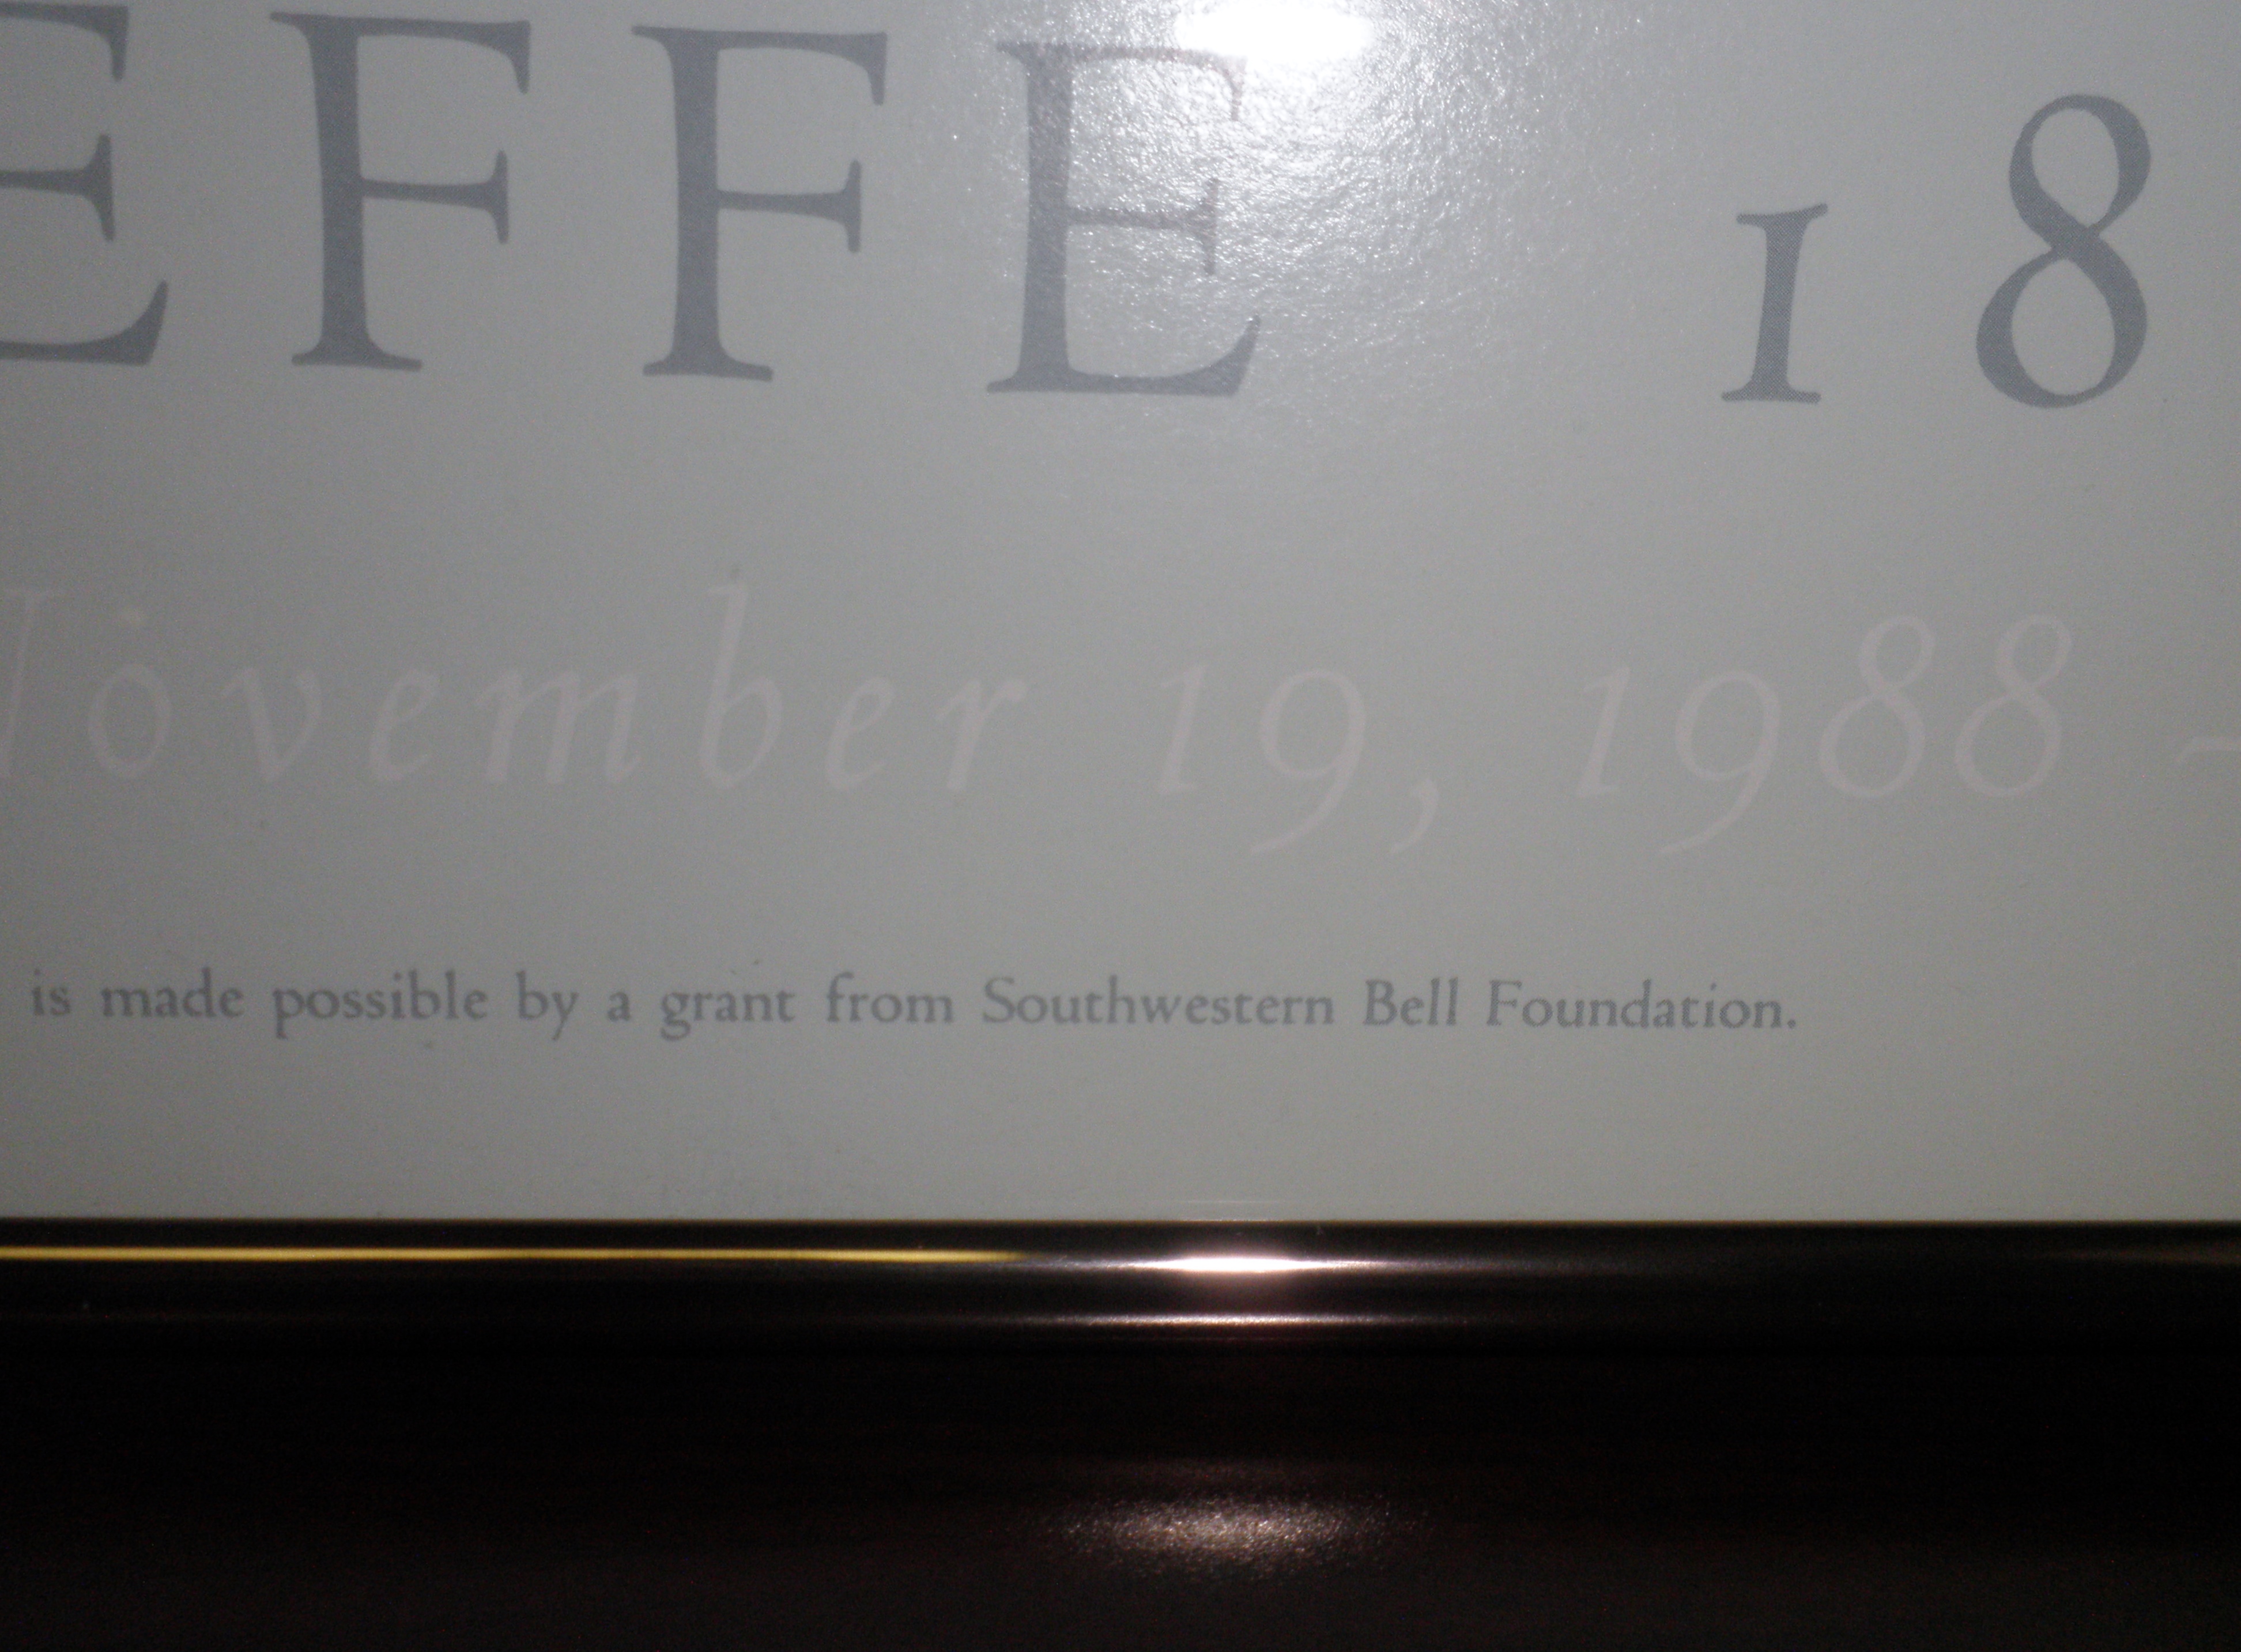 EFFE 18
November 19, 1988 –
is made possible by a grant from Southwestern Bell Foundation.